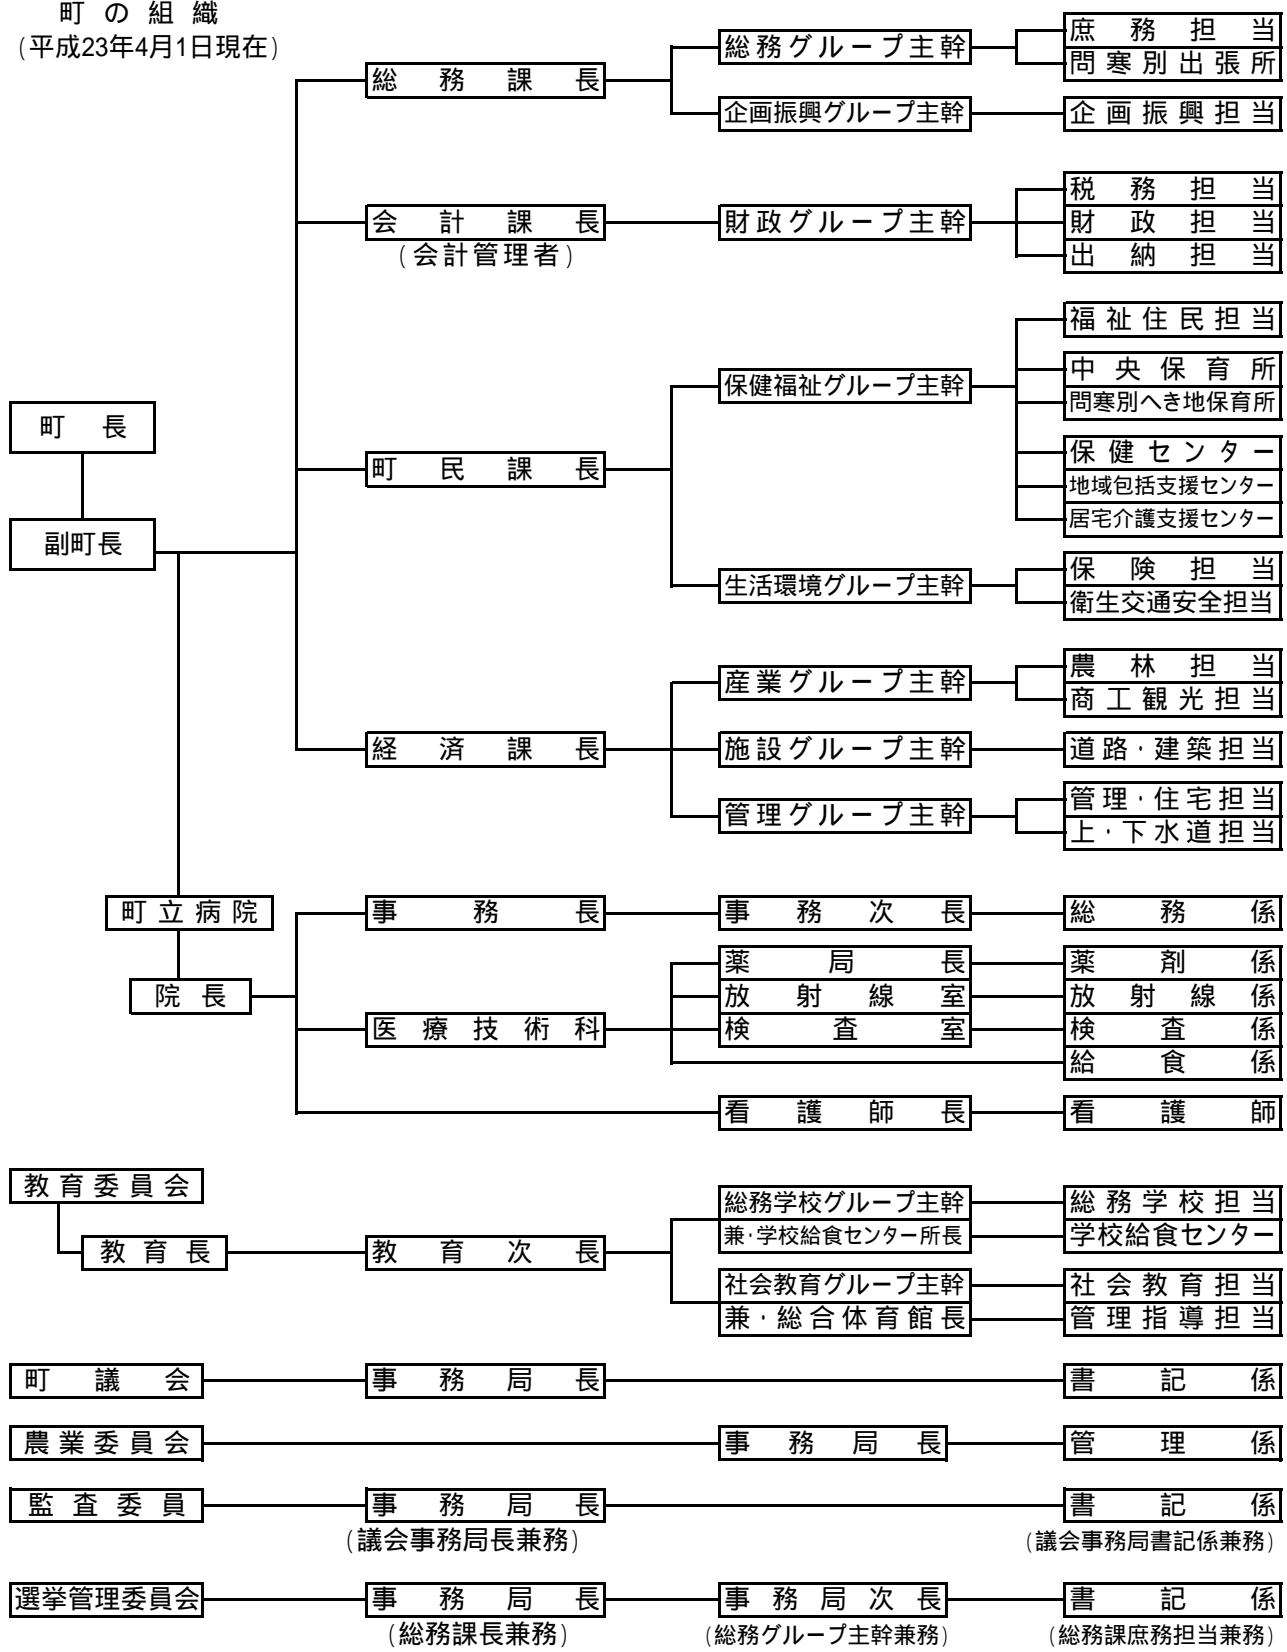 町の組織
(平成23年4月1日現在)
庶務担当
総務グループ主幹
問寒別出張所
総務課長
企画振興グループ主幹
企画振興担当
税務担当
会計課長
財政グループ主幹
財政担当
(会計管理者)
出納担当
福祉住民担当
中央保育所
保健福祉グループ主幹
問寒別へき地保育所
町長
保健センター
町民課長
地域包括支援センター
居宅介護支援センター
副町長
保険担当
生活環境グループ主幹
衛生交通安全担当
農林担当
産業グループ主幹
商工観光担当
経済課長
施設グループ主幹
道路・建築担当
管理・住宅担当
管理グループ主幹
上・下水道担当
町立病院
事務長
事務次長
総務係
薬局長
薬剤係
院長
放射線室
放射線係
医療技術科
検査室
検査係
給食係
看護師長
看護師
教育委員会
総務学校グループ主幹
総務学校担当
兼・学校給食センター所長
学校給食センター
教育長
教育次長
社会教育グループ主幹
社会教育担当
兼・総合体育館長
管理指導担当
町議会
事務局長
書記係
農業委員会
事務局長
管理係
監査委員
事務局長
書記係
(議会事務局長兼務)
(議会事務局書記係兼務)
選挙管理委員会
事務局長
事務局次長
書記係
(総務課長兼務)
(総務グループ主幹兼務)
(総務課庶務担当兼務)